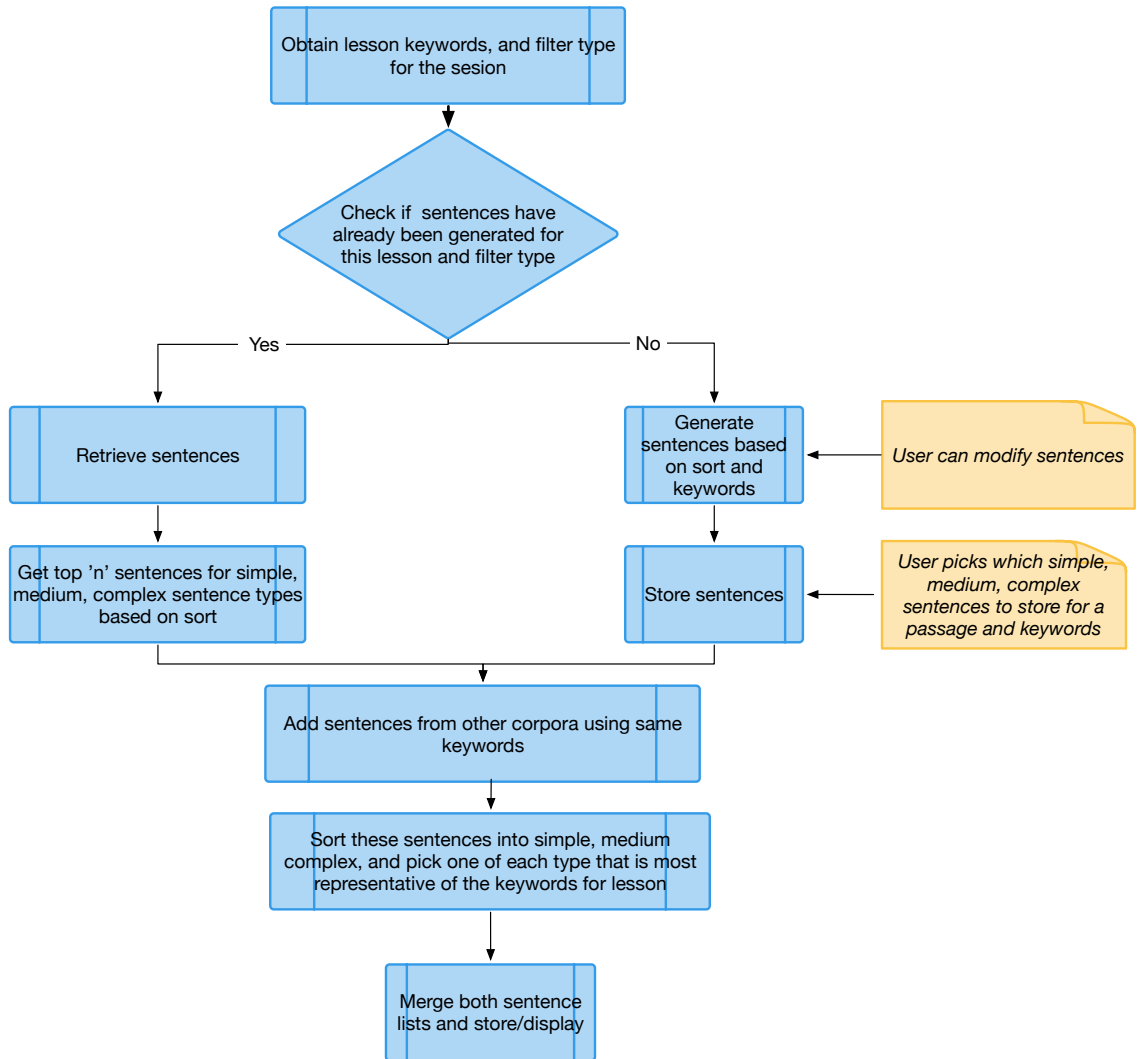 Obtain lesson keywords, and filter type
for the sesion
Check if  sentences have
already been generated for
this lesson and filter type
Yes
No
Retrieve sentences
Generate
sentences based
on sort and
keywords
User can modify sentences
Get top ’n’ sentences for simple,
medium, complex sentence types
based on sort
Store sentences
User picks which simple,
medium, complex
sentences to store for a
passage and keywords
Add sentences from other corpora using same
keywords
Sort these sentences into simple, medium
complex, and pick one of each type that is most
representative of the keywords for lesson
Merge both sentence
lists and store/display